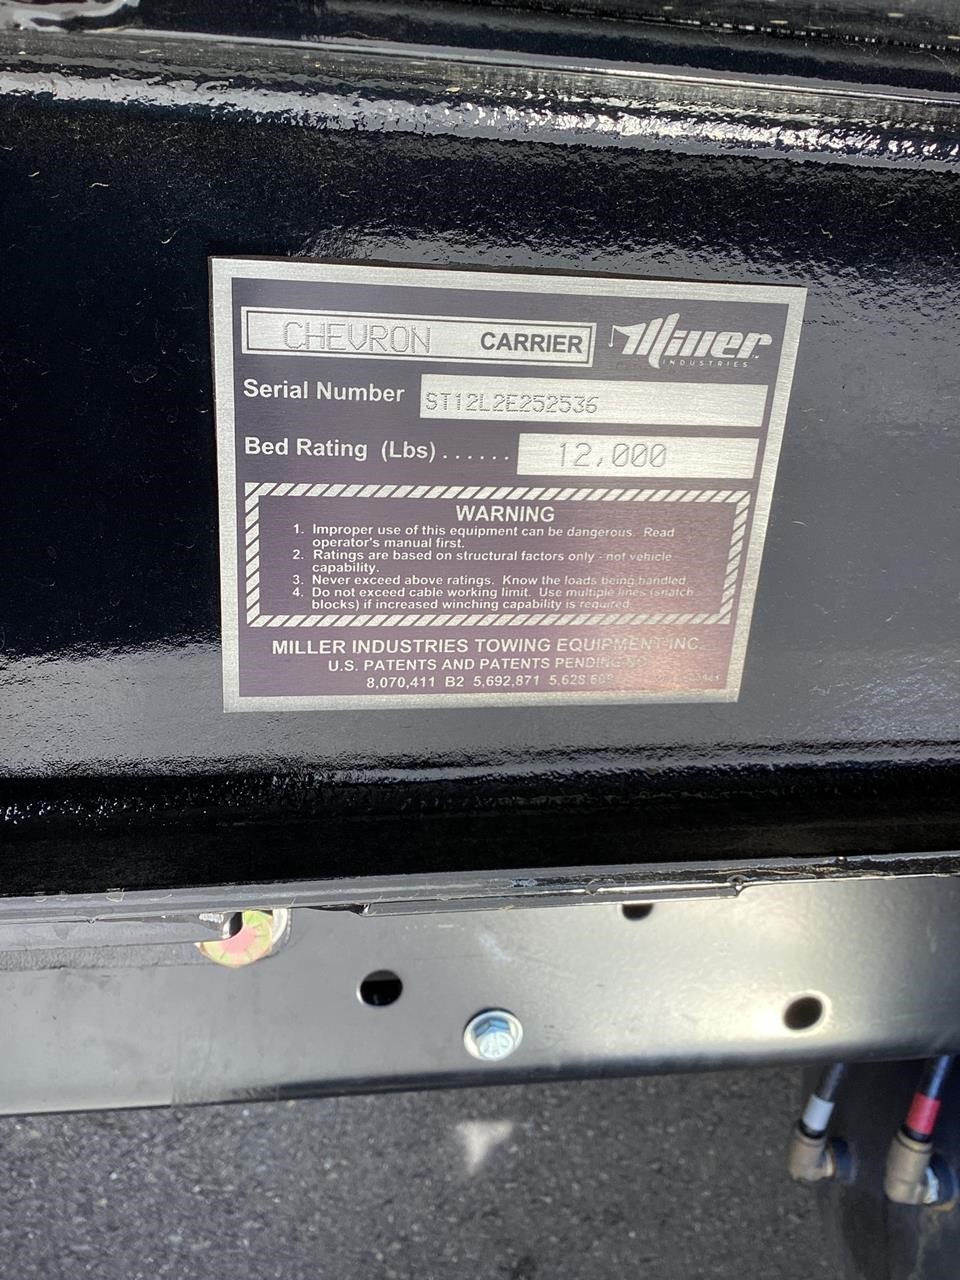 CHEVRON CARRIER Miller
INDUSTRIES
Serial Number ST12L2E252536
Bed Rating (Lbs)...... 12,000
WARNING
1. Improper use of this equipment can be dangerous. Read
operator's manual first.
2. Ratings are based on structural factors only - not vehicle
capability.
3. Never exceed above ratings. Know the loads being handled.
4. Do not exceed cable working limit. Use multiple lines (snatch
blocks) if increased winching capability is required.
MILLER INDUSTRIES TOWING EQUIPMENT INC.
U.S. PATENTS AND PATENTS PENDING
8,070,411 B2 5,692,871